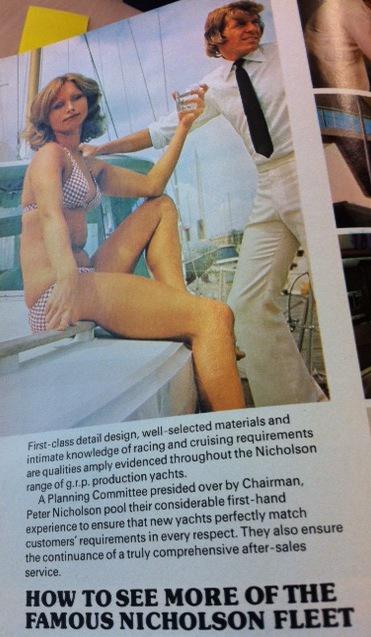 First-class detail design, well-selected materials and
intimate knowledge of racing and cruising requirements
are qualities amply evidenced throughout the Nicholson
range of g.r.p. production yachts.
A Planning Committee presided over by Chairman,
Peter Nicholson pool their considerable first-hand
experience to ensure that new yachts perfectly match
customers' requirements in every respect. They also ensure
the continuance of a truly comprehensive after-sales
service.
HOW TO SEE MORE OF THE
FAMOUS NICHOLSON FLEET